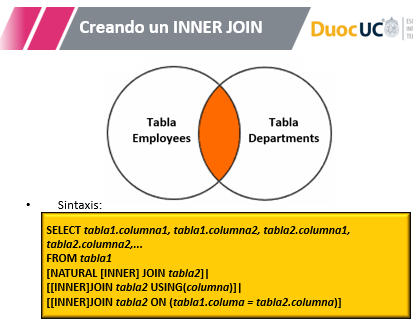 Creando un INNER JOIN
DuocUC
Tabla
Employees
Tabla
Departments
• Sintaxis:
SELECT tabla1.columna1, tabla1.columna2, tabla2.columna1,
tabla2.columna2,...
FROM tabla1
[NATURAL [INNER] JOIN tabla2]|
[[INNER]JOIN tabla2 USING(columna)]|
[[INNER]JOIN tabla2 ON (tabla1.columa = tabla2.columna)]